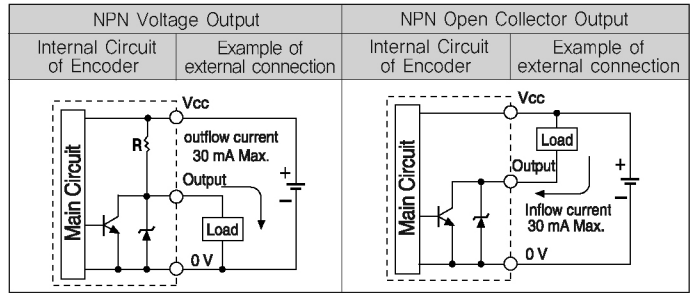 NPN Voltage Output
NPN Open Collector Output
Internal Circuit
of Encoder
Example of
external connection
Internal Circuit
of Encoder
Example of
external connection
Main Circuit
Vcc
R
outflow current
30 mA Max.
+
−
Output
Load
0 V
Main Circuit
Vcc
Load
Output
+
−
Inflow current
30 mA Max.
0 V